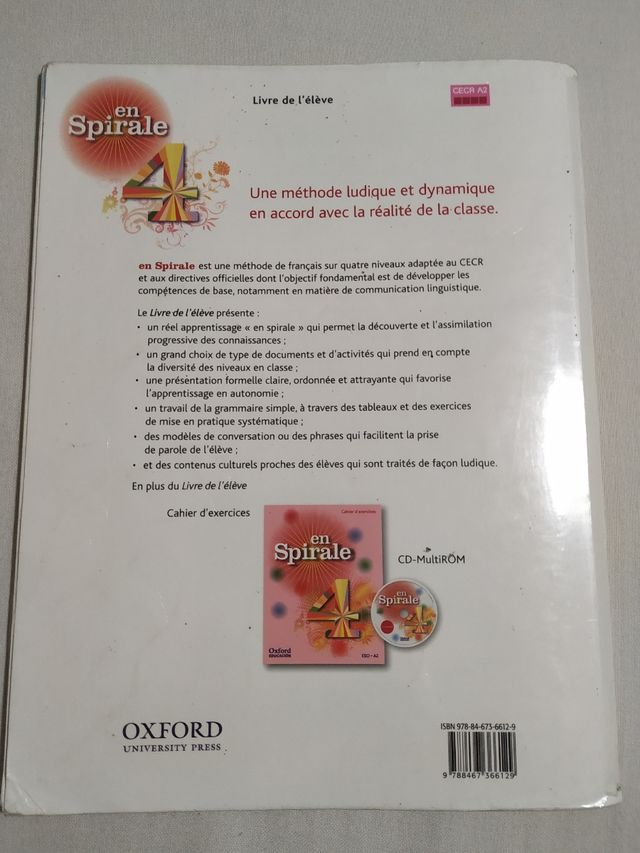 Livre de l'élève
CECR A2
en
Spirale
4
Une méthode ludique et dynamique
en accord avec la réalité de la classe.
en Spirale est une méthode de français sur quatre niveaux adaptée au CECR
et aux directives officielles dont l'objectif fondamental est de développer les
compétences de base, notamment en matière de communication linguistique.
Le Livre de l'élève présente :
• un réel apprentissage « en spirale » qui permet la découverte et l'assimilation
progressive des connaissances ;
• un grand choix de type de documents et d'activités qui prend en compte
la diversité des niveaux en classe ;
• une présentation formelle claire, ordonnée et attrayante qui favorise
l'apprentissage en autonomie ;
• un travail de la grammaire simple, à travers des tableaux et des exercices
de mise en pratique systématique ;
• des modèles de conversation ou des phrases qui facilitent la prise
de parole de l'élève ;
• et des contenus culturels proches des élèves qui sont traités de façon ludique.
En plus du Livre de l'élève
Cahier d'exercices
Cahier d'exercices
en
Spirale
4
Oxford
EDUCACIÓN
ESO • A2
CD-MultiROM
en
Spirale
4
OXFORD
UNIVERSITY PRESS
ISBN 978-84-673-6612-9
9 788467 366129